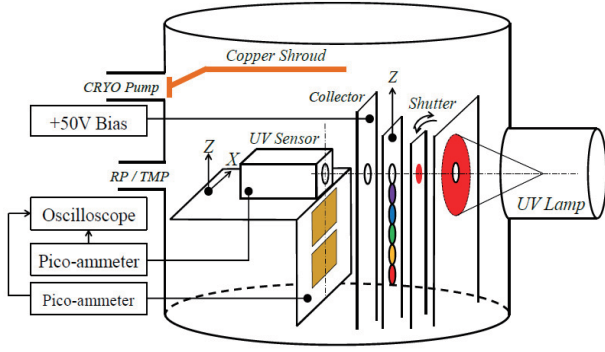 Copper Shroud
CRYO Pump
Collector
Z
Shutter
+50V Bias
UV Sensor
Z
X
RP / TMP
Oscilloscope
UV Lamp
Pico-ammeter
Pico-ammeter